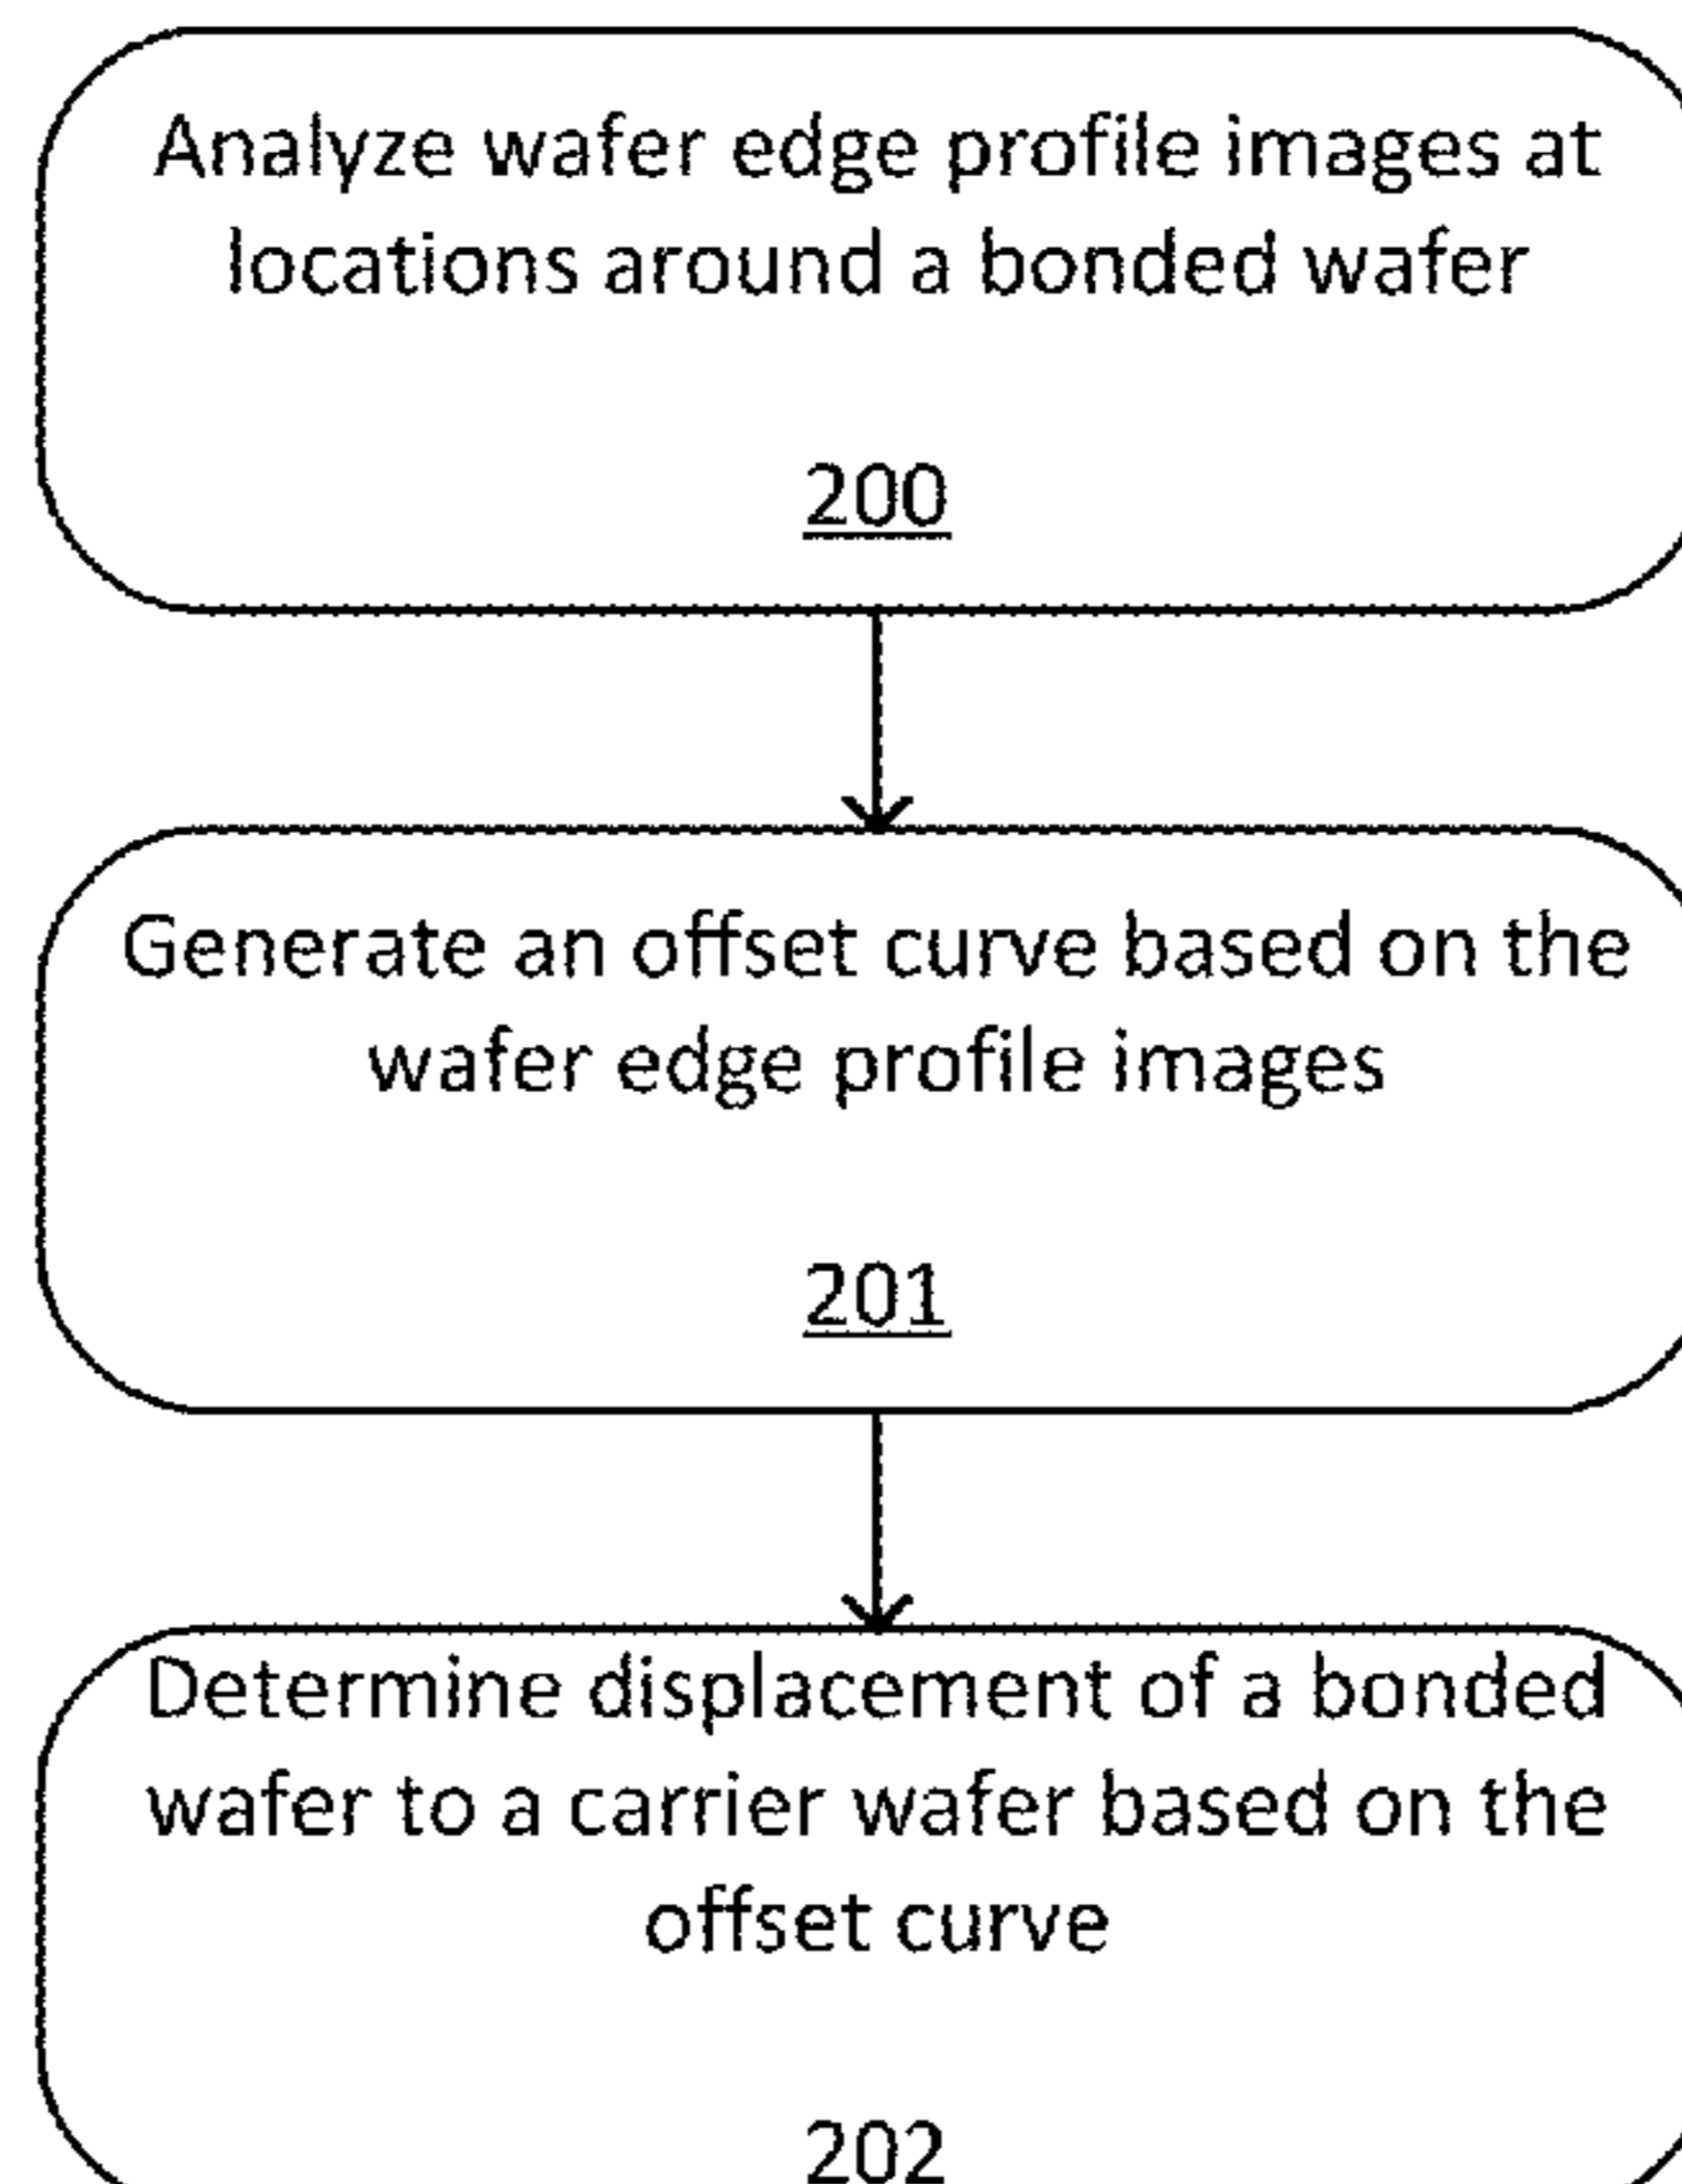 Analyze wafer edge profile images at
locations around a bonded wafer
200
Generate an offset curve based on the
wafer edge profile images
201
Determine displacement of a bonded
wafer to a carrier wafer based on the
offset curve
202